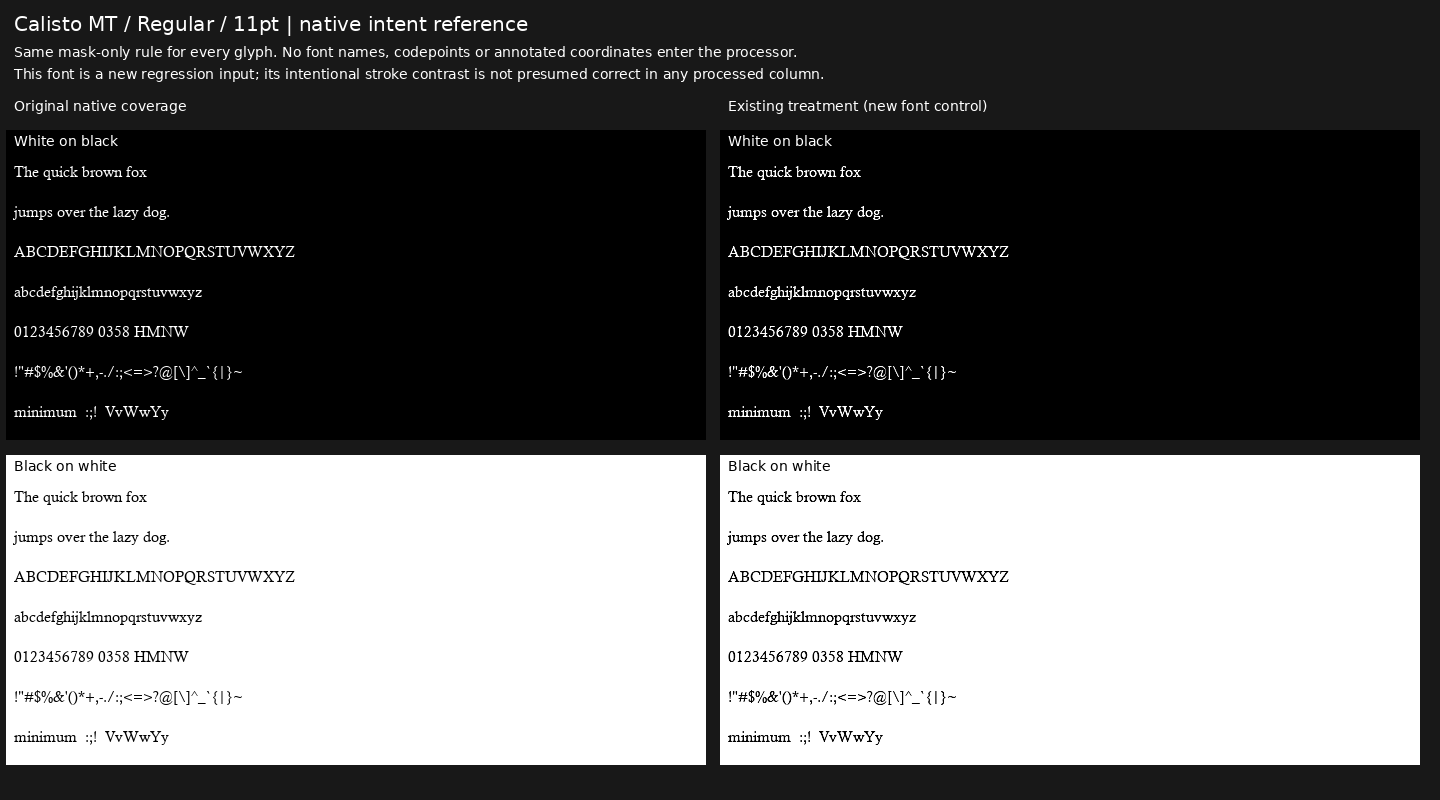 Calisto MT / Regular / 11pt | native intent reference
Same mask-only rule for every glyph. No font names, codepoints or annotated coordinates enter the processor.
This font is a new regression input; its intentional stroke contrast is not presumed correct in any processed column.
Original native coverage
White on black
The quick brown fox
jumps over the lazy dog.
ABCDEFGHIJKLMNOPQRSTUVWXYZ
abcdefghijklmnopqrstuvwxyz
0123456789 0358 HMNW
!"#$%&'()*+,-./:;<=>?@[\]^_`{|}~
minimum  :;!  VvWwYy
Black on white
The quick brown fox
jumps over the lazy dog.
ABCDEFGHIJKLMNOPQRSTUVWXYZ
abcdefghijklmnopqrstuvwxyz
0123456789 0358 HMNW
!"#$%&'()*+,-./:;<=>?@[\]^_`{|}~
minimum  :;!  VvWwYy
Existing treatment (new font control)
White on black
The quick brown fox
jumps over the lazy dog.
ABCDEFGHIJKLMNOPQRSTUVWXYZ
abcdefghijklmnopqrstuvwxyz
0123456789 0358 HMNW
!"#$%&'()*+,-./:;<=>?@[\]^_`{|}~
minimum  :;!  VvWwYy
Black on white
The quick brown fox
jumps over the lazy dog.
ABCDEFGHIJKLMNOPQRSTUVWXYZ
abcdefghijklmnopqrstuvwxyz
0123456789 0358 HMNW
!"#$%&'()*+,-./:;<=>?@[\]^_`{|}~
minimum  :;!  VvWwYy